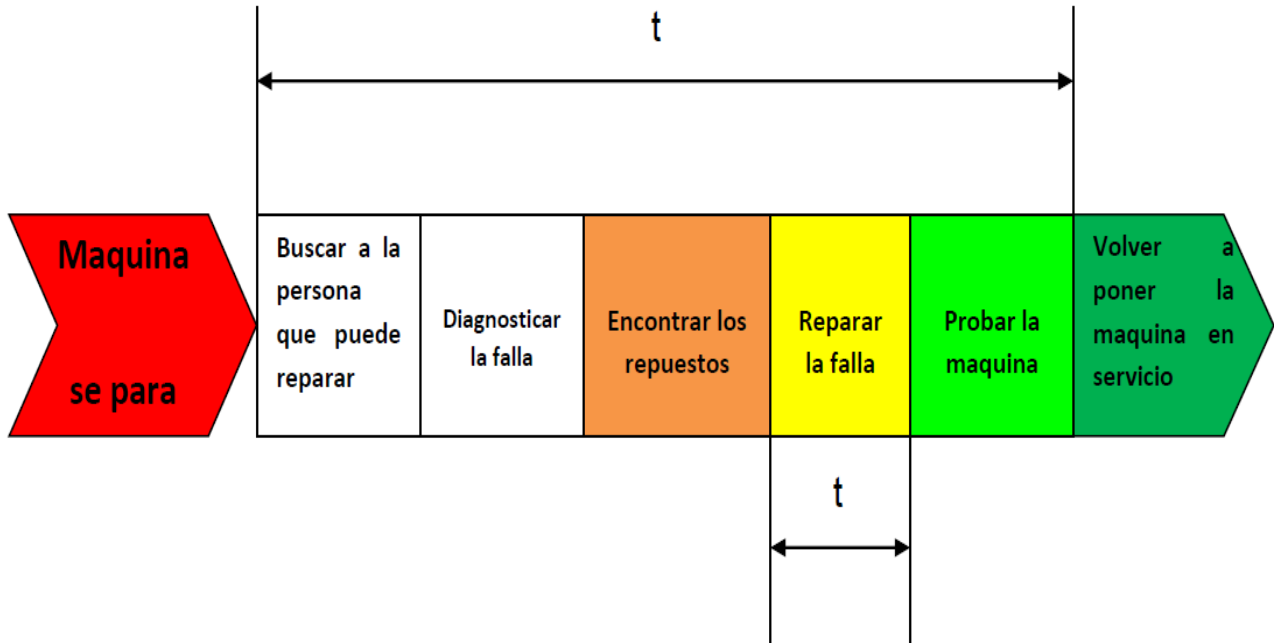 t
Maquina
se para
Buscar a la
persona
que puede
reparar
Diagnosticar
la falla
Encontrar los
repuestos
Reparar
la falla
Probar la
maquina
Volver a
poner la
maquina en
servicio
t